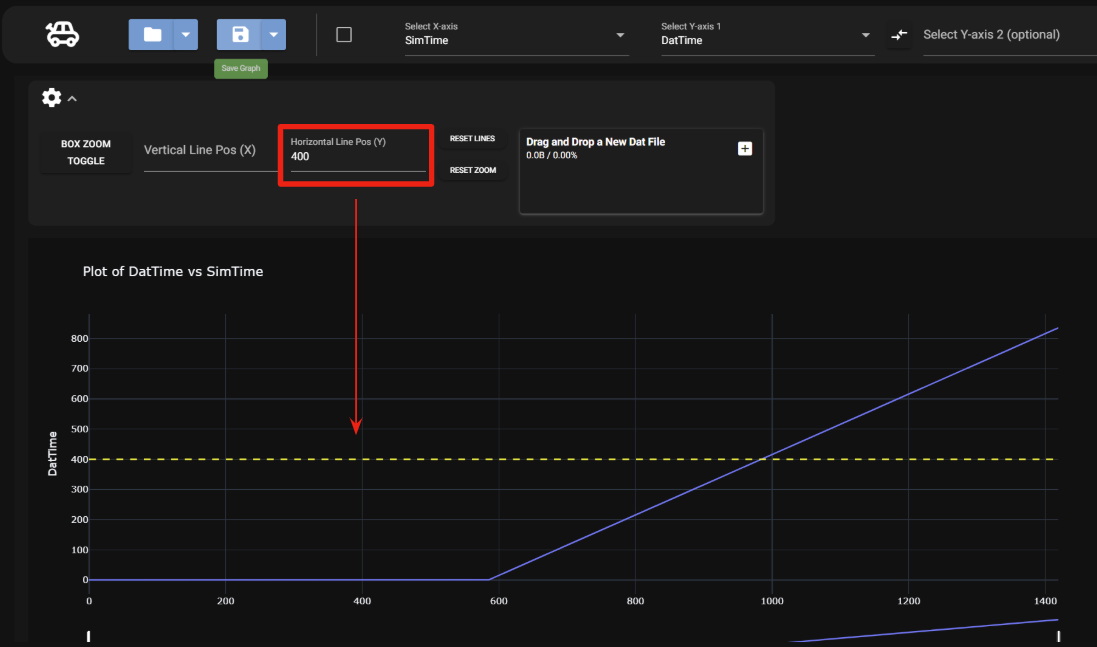 Select X-axis
SimTime
Select Y-axis 1
DatTime
Select Y-axis 2 (optional)
Save Graph
BOX ZOOM
TOGGLE
Vertical Line Pos (X)
Horizontal Line Pos (Y)
400
RESET LINES
RESET ZOOM
Drag and Drop a New Dat File
0.0B / 0.00%
Plot of DatTime vs SimTime
DatTime
800
700
600
500
400
300
200
100
0
0
200
400
600
800
1000
1200
1400